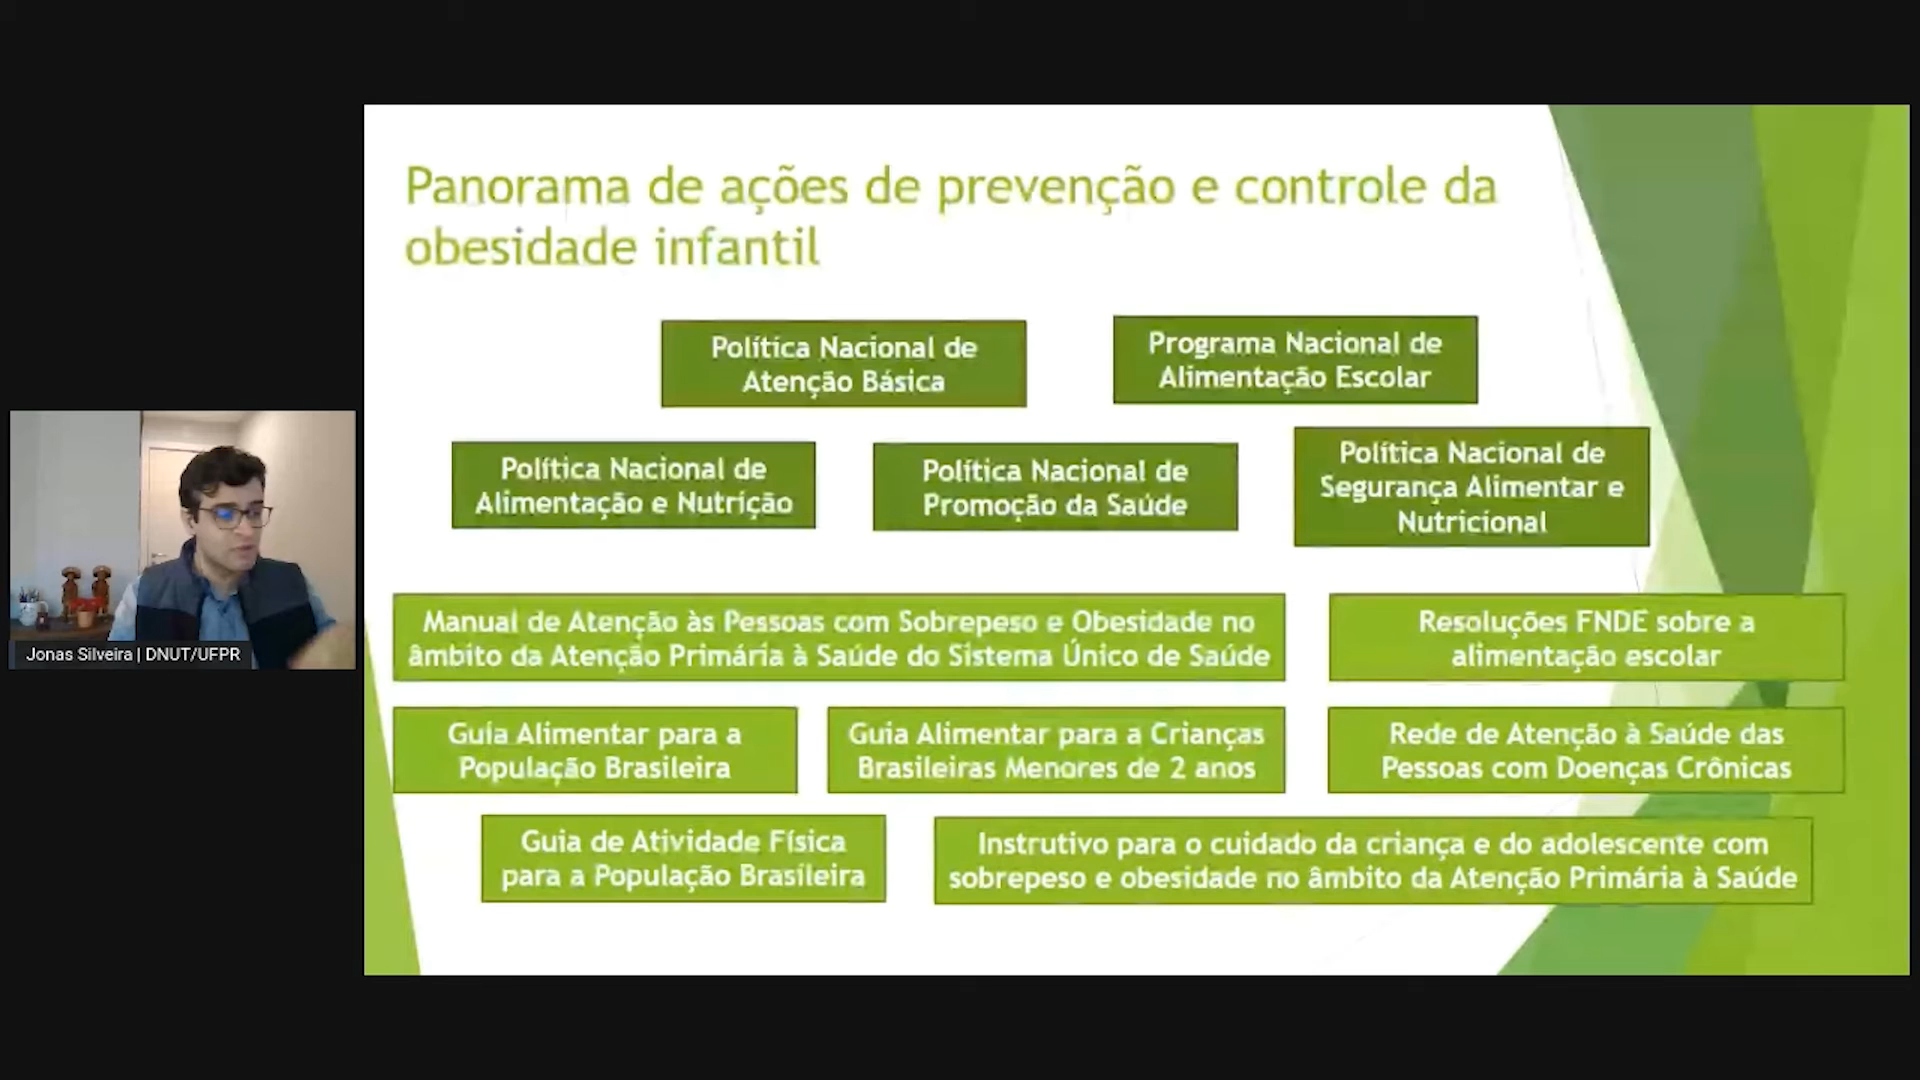 Panorama de ações de prevenção e controle da
obesidade infantil
Política Nacional de
Atenção Básica
Programa Nacional de
Alimentação Escolar
Política Nacional de
Alimentação e Nutrição
Política Nacional de
Promoção da Saúde
Política Nacional de
Segurança Alimentar e
Nutricional
Manual de Atenção às Pessoas com Sobrepeso e Obesidade no
âmbito da Atenção Primária à Saúde do Sistema Único de Saúde
Resoluções FNDE sobre a
alimentação escolar
Guia Alimentar para a
População Brasileira
Guia Alimentar para a Crianças
Brasileiras Menores de 2 anos
Rede de Atenção à Saúde das
Pessoas com Doenças Crônicas
Guia de Atividade Física
para a População Brasileira
Instrutivo para o cuidado da criança e do adolescente com
sobrepeso e obesidade no âmbito da Atenção Primária à Saúde
Jonas Silveira | DNUT/UFPR